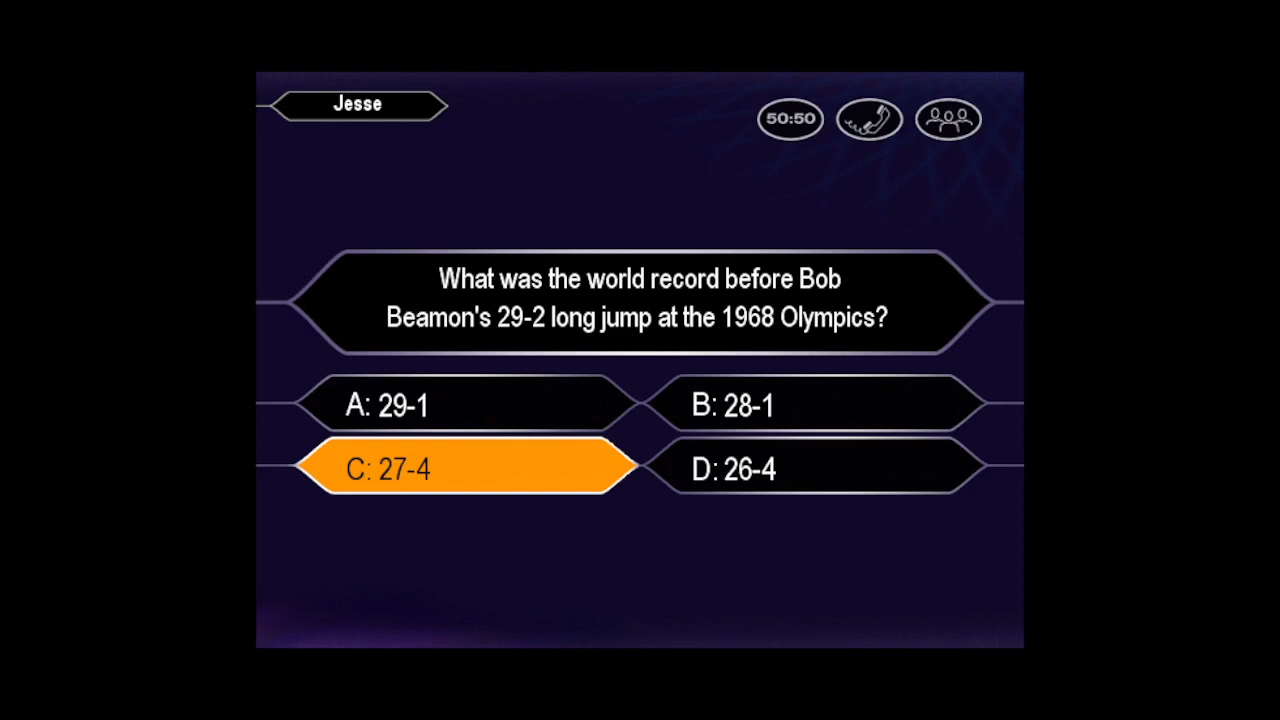 Jesse
50:50
What was the world record before Bob
Beamon's 29-2 long jump at the 1968 Olympics?
A: 29-1
B: 28-1
C: 27-4
D: 26-4